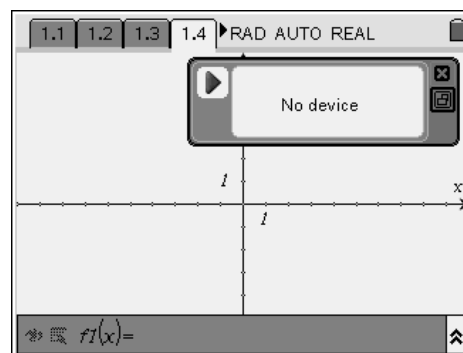 1.1 1.2 1.3 1.4 RAD AUTO REAL
No device
1
x
1
f1(x)=